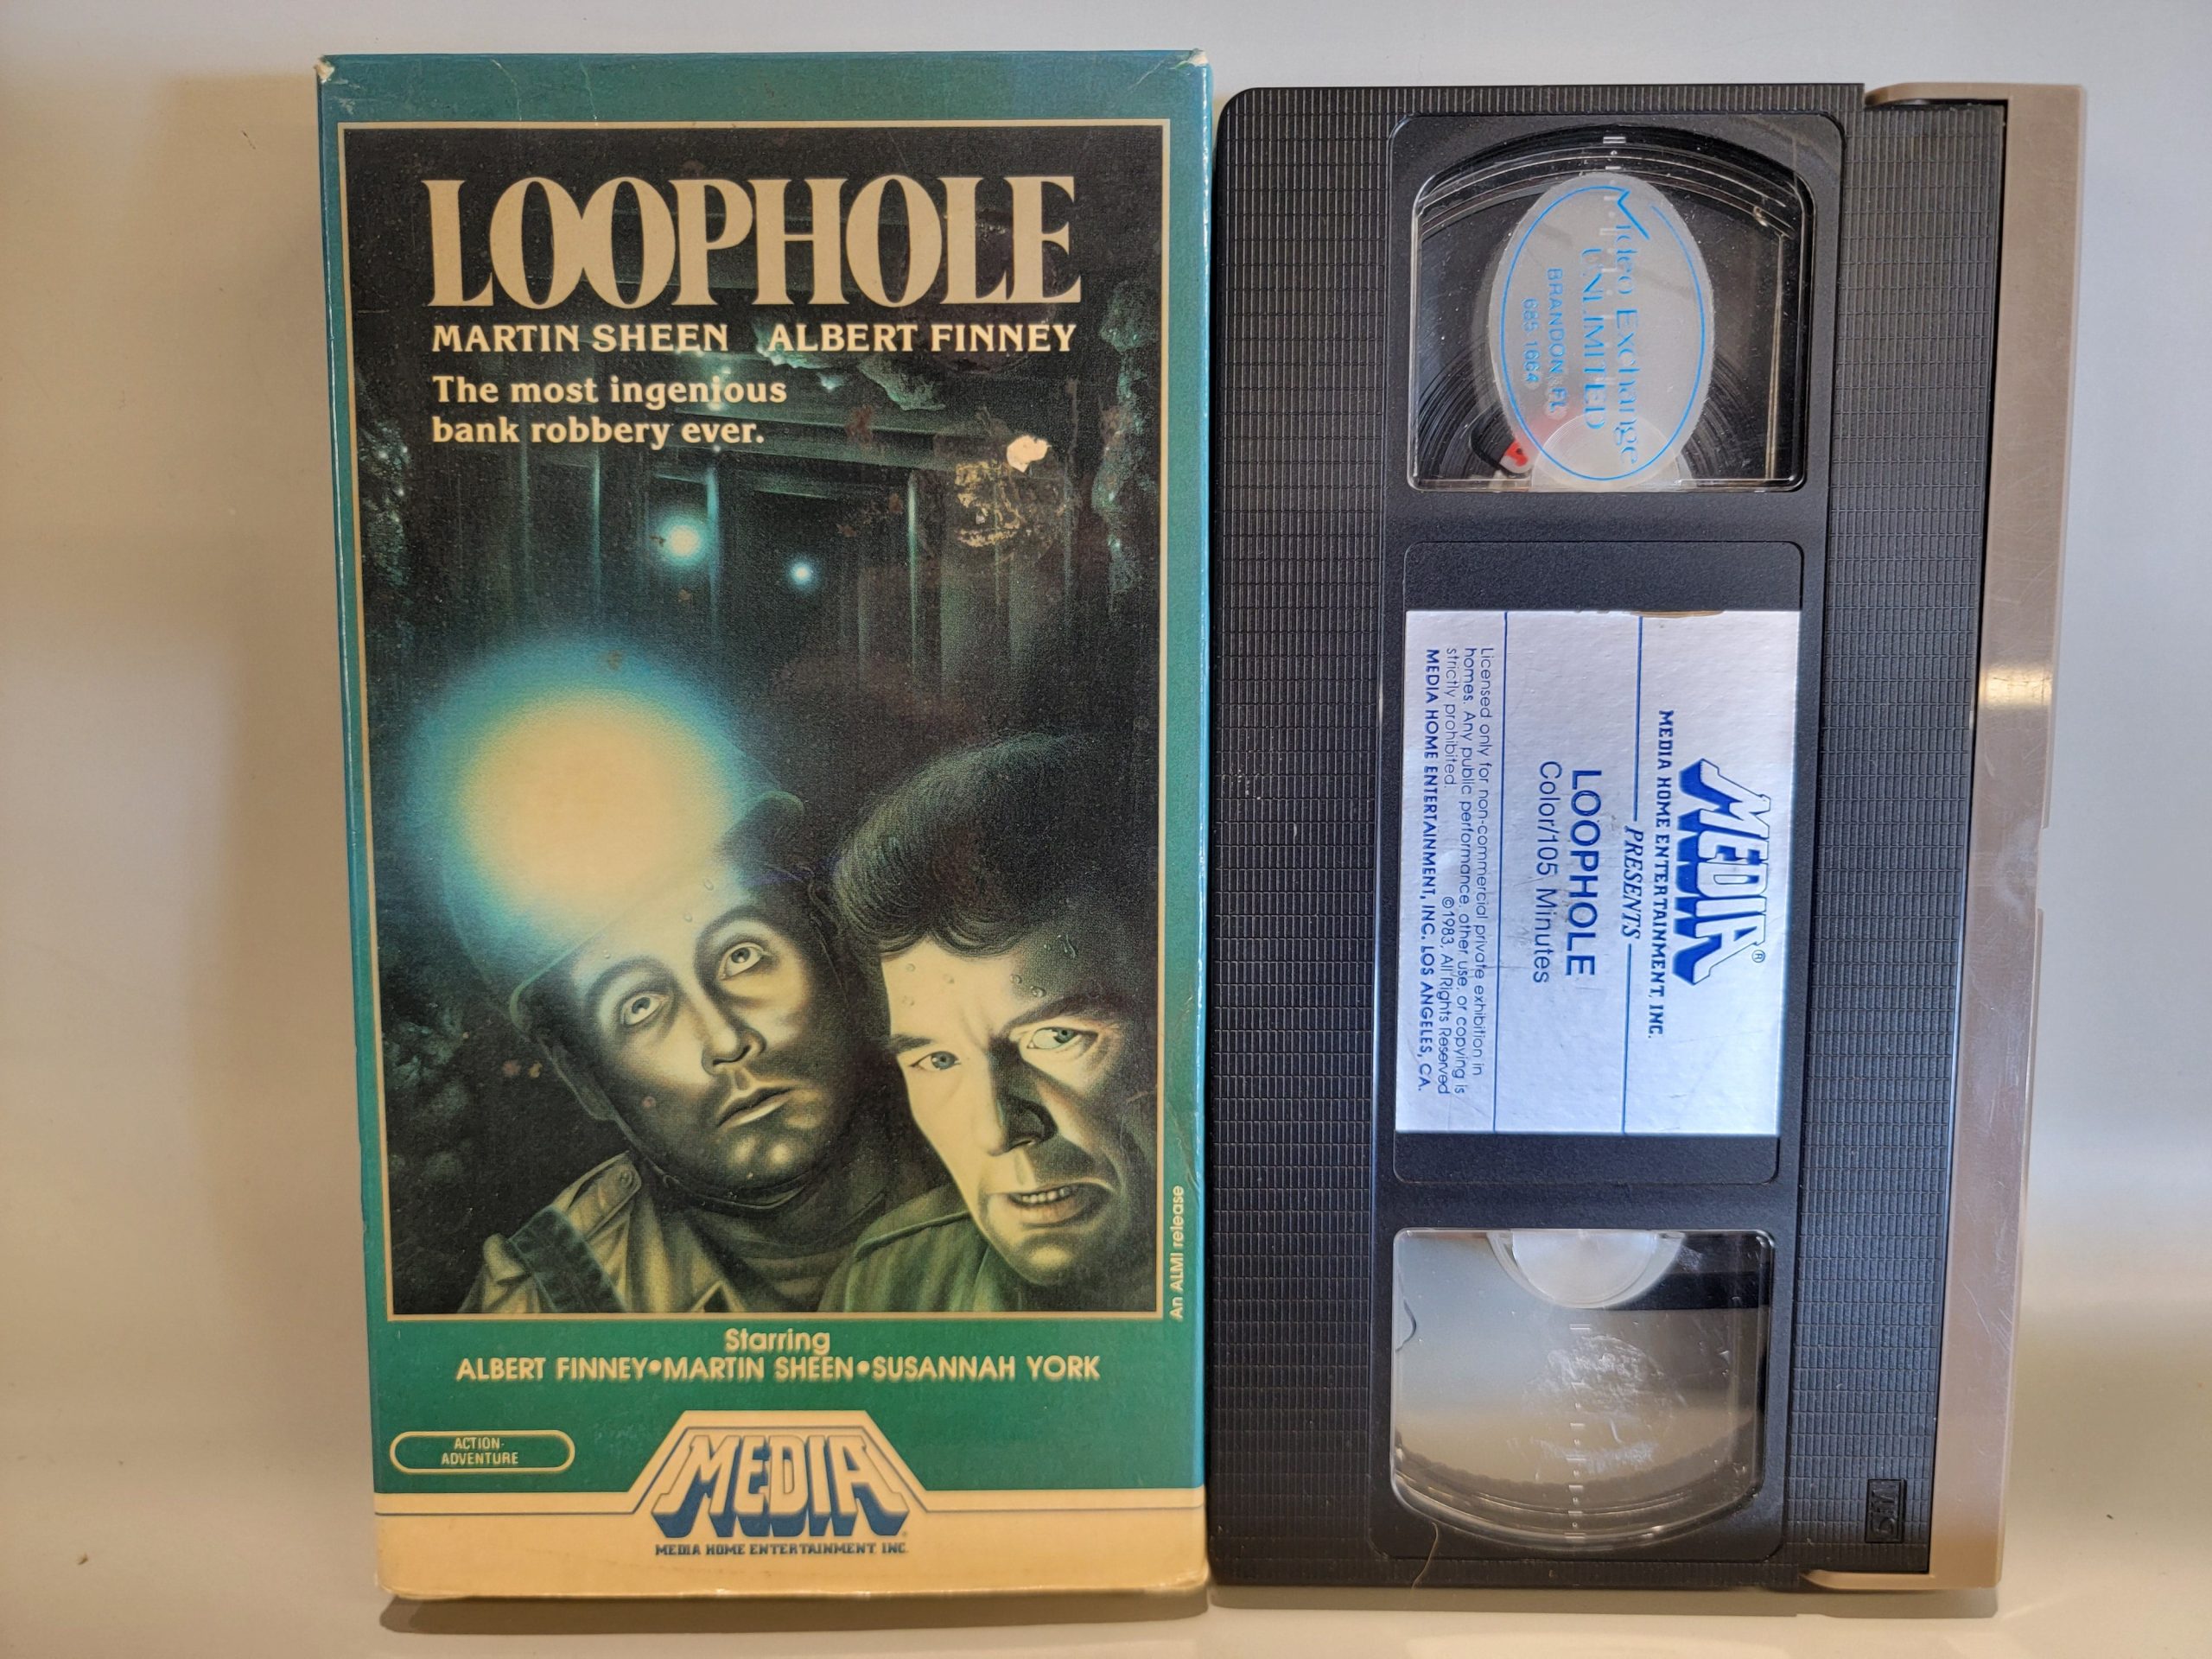 LOOPHOLE
MARTIN SHEEN ALBERT FINNEY
The most ingenious
bank robbery ever.
An ALMI release
Starring
ALBERT FINNEY•MARTIN SHEEN•SUSANNAH YORK
ACTION-
ADVENTURE
MEDIA
MEDIA HOME ENTERTAINMENT, INC.
Video Exchange
UNLIMITED
BRANDON, FL
685-1664
MEDIA®
MEDIA HOME ENTERTAINMENT, INC.
PRESENTS
LOOPHOLE
Color/105 Minutes
Licensed only for non-commercial private exhibition in
homes. Any public performance, other use, or copying is
strictly prohibited. ©1983, All Rights Reserved
MEDIA HOME ENTERTAINMENT, INC. LOS ANGELES, CA.
VHS